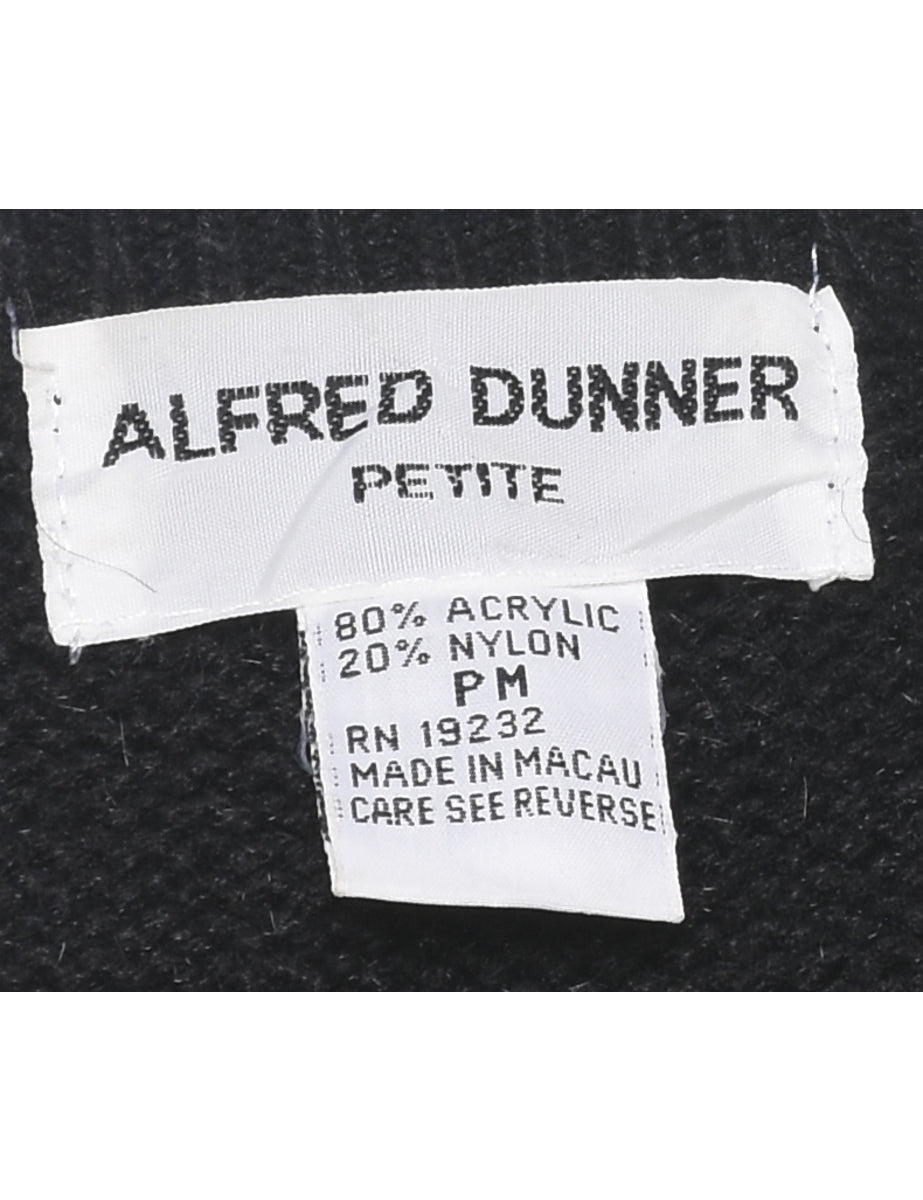 ALFRED DUNNER
PETITE
80% ACRYLIC
20% NYLON
PM
RN 19232
MADE IN MACAU
CARE SEE REVERSE